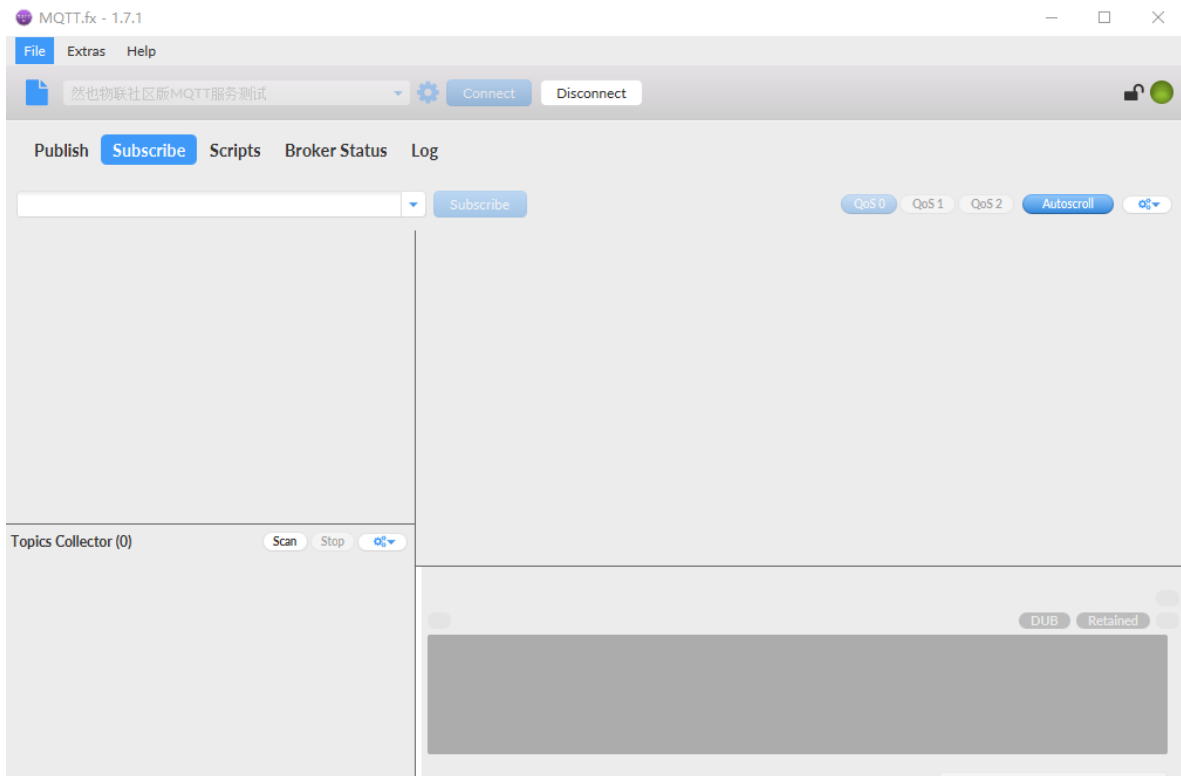 MQTT.fx - 1.7.1
File Extras Help
然也物联社区版MQTT服务测试 Connect Disconnect
Publish Subscribe Scripts Broker Status Log
Subscribe QoS 0 QoS 1 QoS 2 Autoscroll
Topics Collector (0) Scan Stop
DUB Retained